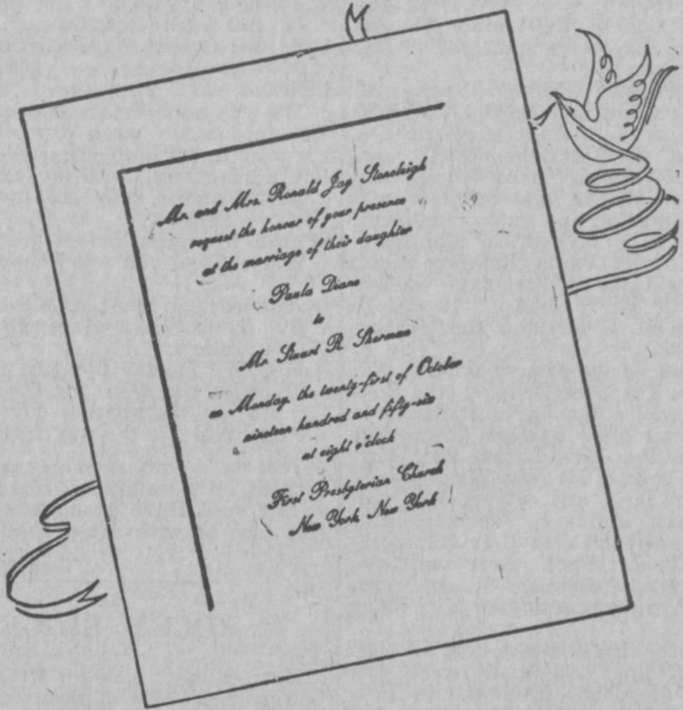 Mr. and Mrs. Ronald Jay Staneleigh
request the honour of your presence
at the marriage of their daughter
Paula Diane
to
Mr. Stuart R. Sherman
on Monday, the twenty-first of October
nineteen hundred and fifty-six
at eight o'clock
First Presbyterian Church
New York, New York